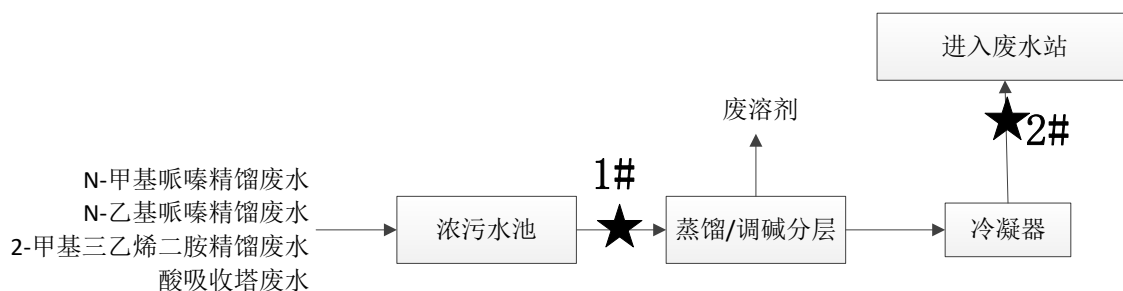 进入废水站
废溶剂
2#
1#
N-甲基哌嗪精馏废水
N-乙基哌嗪精馏废水
2-甲基三乙烯二胺精馏废水
酸吸收塔废水
浓污水池
蒸馏/调碱分层
冷凝器